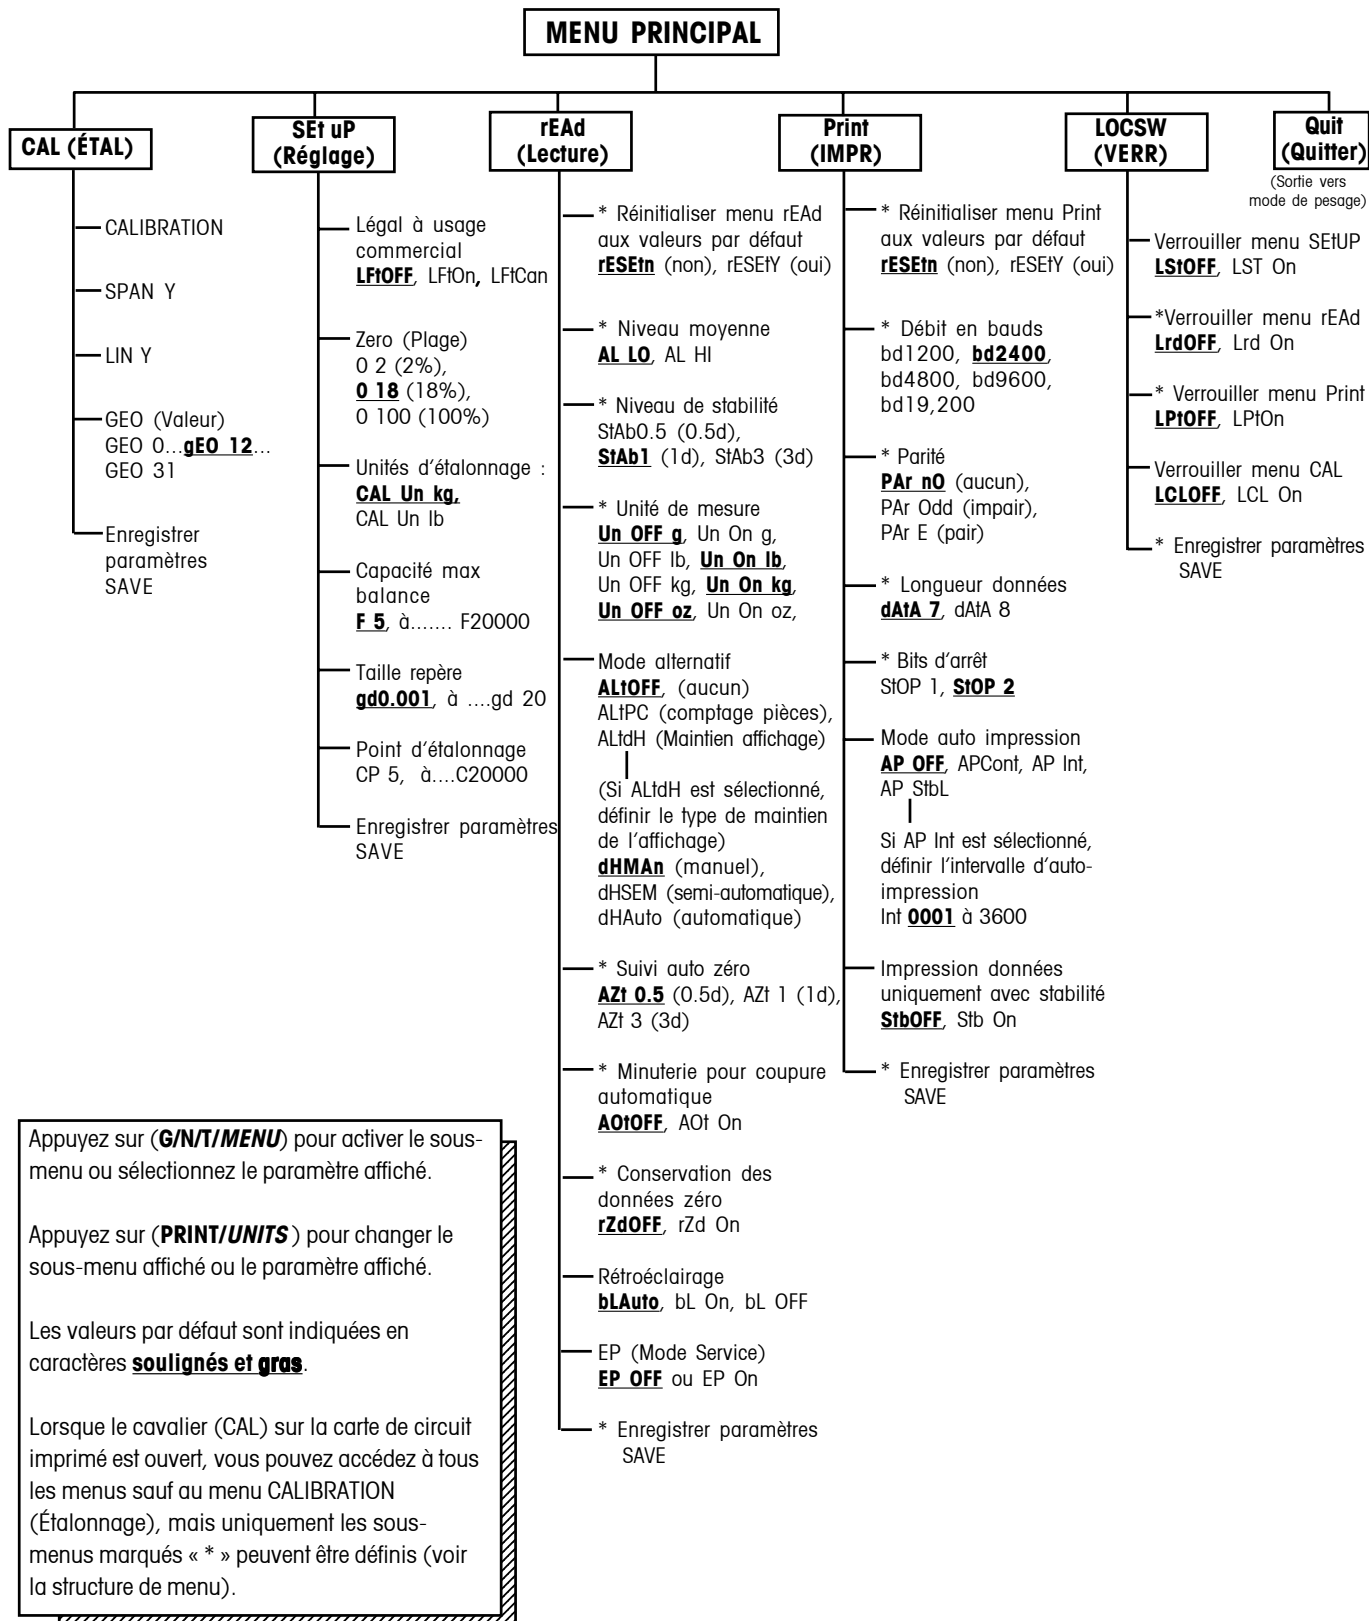 MENU PRINCIPAL
CAL (ÉTAL)
CALIBRATION
SPAN Y
LIN Y
GEO (Valeur)
GEO 0...gEO 12...
GEO 31
Enregistrer
paramètres
SAVE
SEt uP
(Réglage)
Légal à usage
commercial
LFtOFF, LFtOn, LFtCan
Zero (Plage)
0 2 (2%),
0 18 (18%),
0 100 (100%)
Unités d'étalonnage :
CAL Un kg,
CAL Un lb
Capacité max
balance
F 5, à....... F20000
Taille repère
gd0.001, à ....gd 20
Point d'étalonnage
CP 5, à....C20000
Enregistrer paramètres
SAVE
rEAd
(Lecture)
* Réinitialiser menu rEAd
aux valeurs par défaut
rESEtn (non), rESEtY (oui)
* Niveau moyenne
AL LO, AL HI
* Niveau de stabilité
StAb0.5 (0.5d),
StAb1 (1d), StAb3 (3d)
* Unité de mesure
Un OFF g, Un On g,
Un OFF lb, Un On lb,
Un OFF kg, Un On kg,
Un OFF oz, Un On oz,
Mode alternatif
ALtOFF, (aucun)
ALtPC (comptage pièces),
ALtdH (Maintien affichage)
(Si ALtdH est sélectionné,
définir le type de maintien
de l'affichage)
dHMAn (manuel),
dHSEM (semi-automatique),
dHAuto (automatique)
* Suivi auto zéro
AZt 0.5 (0.5d), AZt 1 (1d),
AZt 3 (3d)
* Minuterie pour coupure
automatique
AOtOFF, AOt On
* Conservation des
données zéro
rZdOFF, rZd On
Rétroéclairage
bLAuto, bL On, bL OFF
EP (Mode Service)
EP OFF ou EP On
* Enregistrer paramètres
SAVE
Print
(IMPR)
* Réinitialiser menu Print
aux valeurs par défaut
rESEtn (non), rESEtY (oui)
* Débit en bauds
bd1200, bd2400,
bd4800, bd9600,
bd19,200
* Parité
PAr nO (aucun),
PAr Odd (impair),
PAr E (pair)
* Longueur données
dAtA 7, dAtA 8
* Bits d'arrêt
StOP 1, StOP 2
Mode auto impression
AP OFF, APCont, AP Int,
AP StbL
Si AP Int est sélectionné,
définir l'intervalle d'auto-
impression
Int 0001 à 3600
Impression données
uniquement avec stabilité
StbOFF, Stb On
* Enregistrer paramètres
SAVE
LOCSW
(VERR)
Verrouiller menu SEtUP
LStOFF, LST On
*Verrouiller menu rEAd
LrdOFF, Lrd On
* Verrouiller menu Print
LPtOFF, LPtOn
Verrouiller menu CAL
LCLOFF, LCL On
* Enregistrer paramètres
SAVE
Quit
(Quitter)
(Sortie vers
mode de pesage)
Appuyez sur (G/N/T/MENU) pour activer le sous-
menu ou sélectionnez le paramètre affiché.
Appuyez sur (PRINT/UNITS ) pour changer le
sous-menu affiché ou le paramètre affiché.
Les valeurs par défaut sont indiquées en
caractères soulignés et gras.
Lorsque le cavalier (CAL) sur la carte de circuit
imprimé est ouvert, vous pouvez accédez à tous
les menus sauf au menu CALIBRATION
(Étalonnage), mais uniquement les sous-
menus marqués « * » peuvent être définis (voir
la structure de menu).